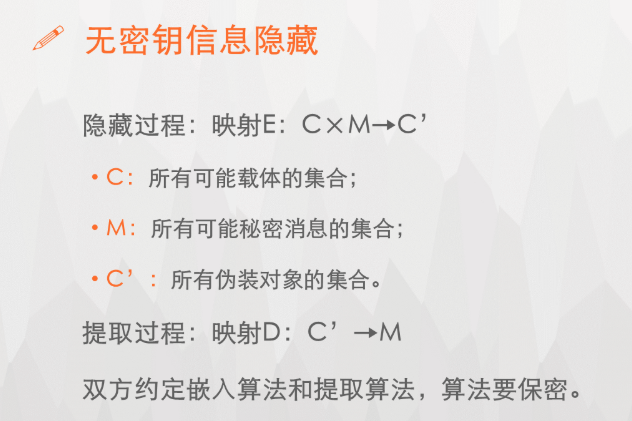 无密钥信息隐藏
隐藏过程：映射E：C×M→C’
•C：所有可能载体的集合；
•M：所有可能秘密消息的集合；
•C’：所有伪装对象的集合。
提取过程：映射D：C’→M
双方约定嵌入算法和提取算法，算法要保密。